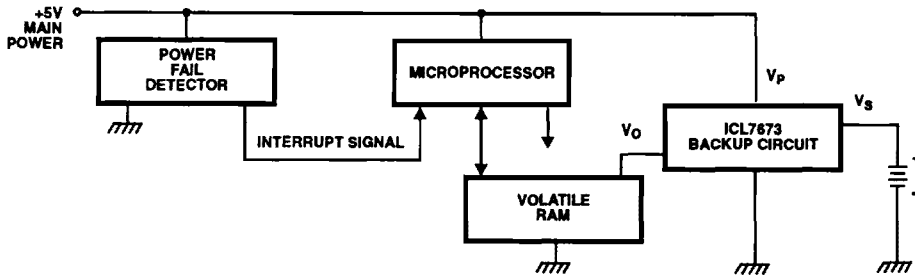 +5V
MAIN
POWER
POWER
FAIL
DETECTOR
MICROPROCESSOR
VP
VS
INTERRUPT SIGNAL
VO
ICL7673
BACKUP CIRCUIT
VOLATILE
RAM